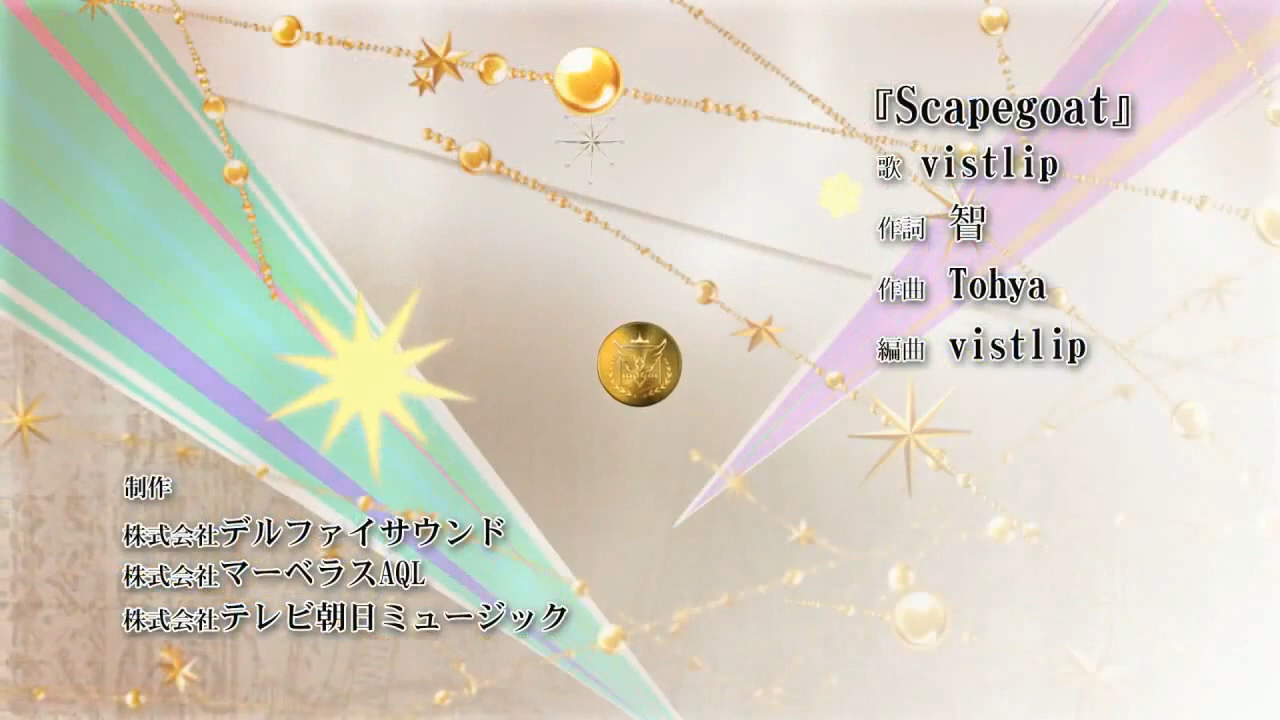 『Scapegoat』
歌 vistlip
作詞 智
作曲 Tohya
編曲 vistlip
制作
株式会社デルファイサウンド
株式会社マーベラスAQL
株式会社テレビ朝日ミュージック